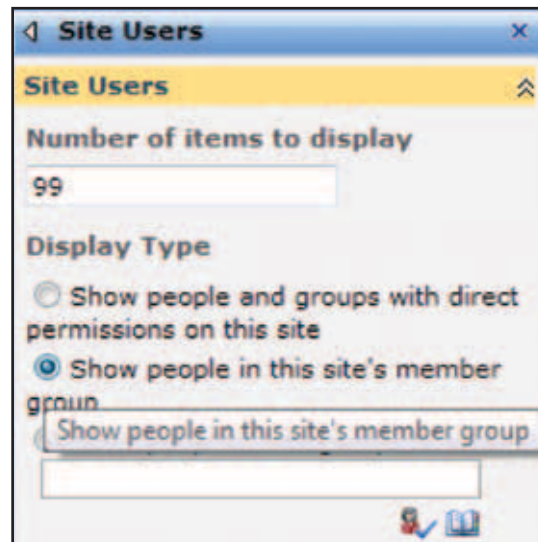 Site Users
Site Users
Number of items to display
99
Display Type
Show people and groups with direct
permissions on this site
Show people in this site's member
group
Show people in this site's member group